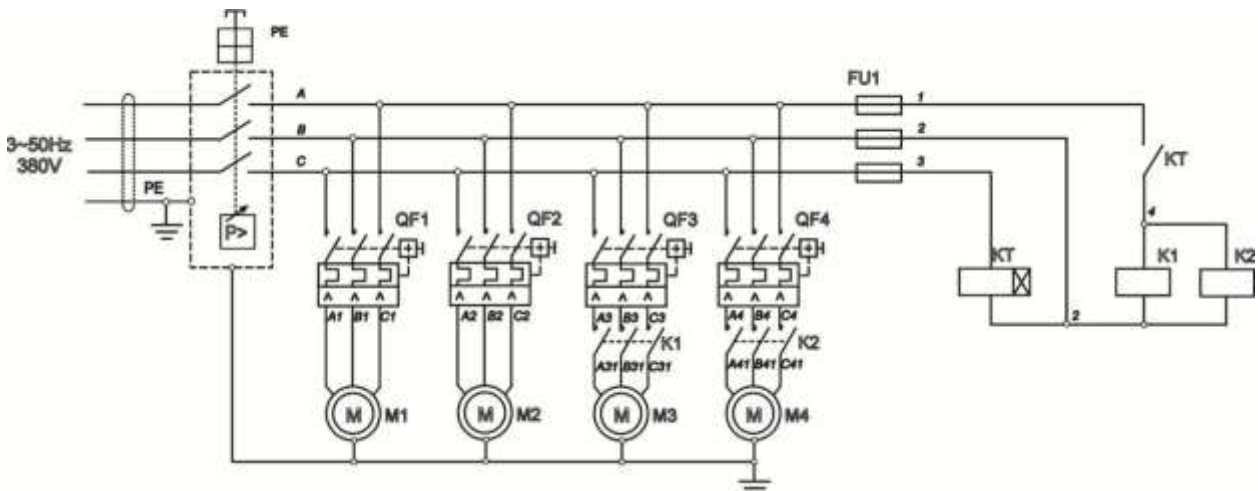 PE
FU1
A
1
B
2
3~50Hz
380V
C
3
KT
PE
P>
QF1
QF2
QF3
QF4
4
KT
K1
K2
A1 B1 C1
A2 B2 C2
A3 B3 C3
A4 B4 C4
2
K1
K2
A31 B31 C31
A41 B41 C41
M M1
M M2
M M3
M M4